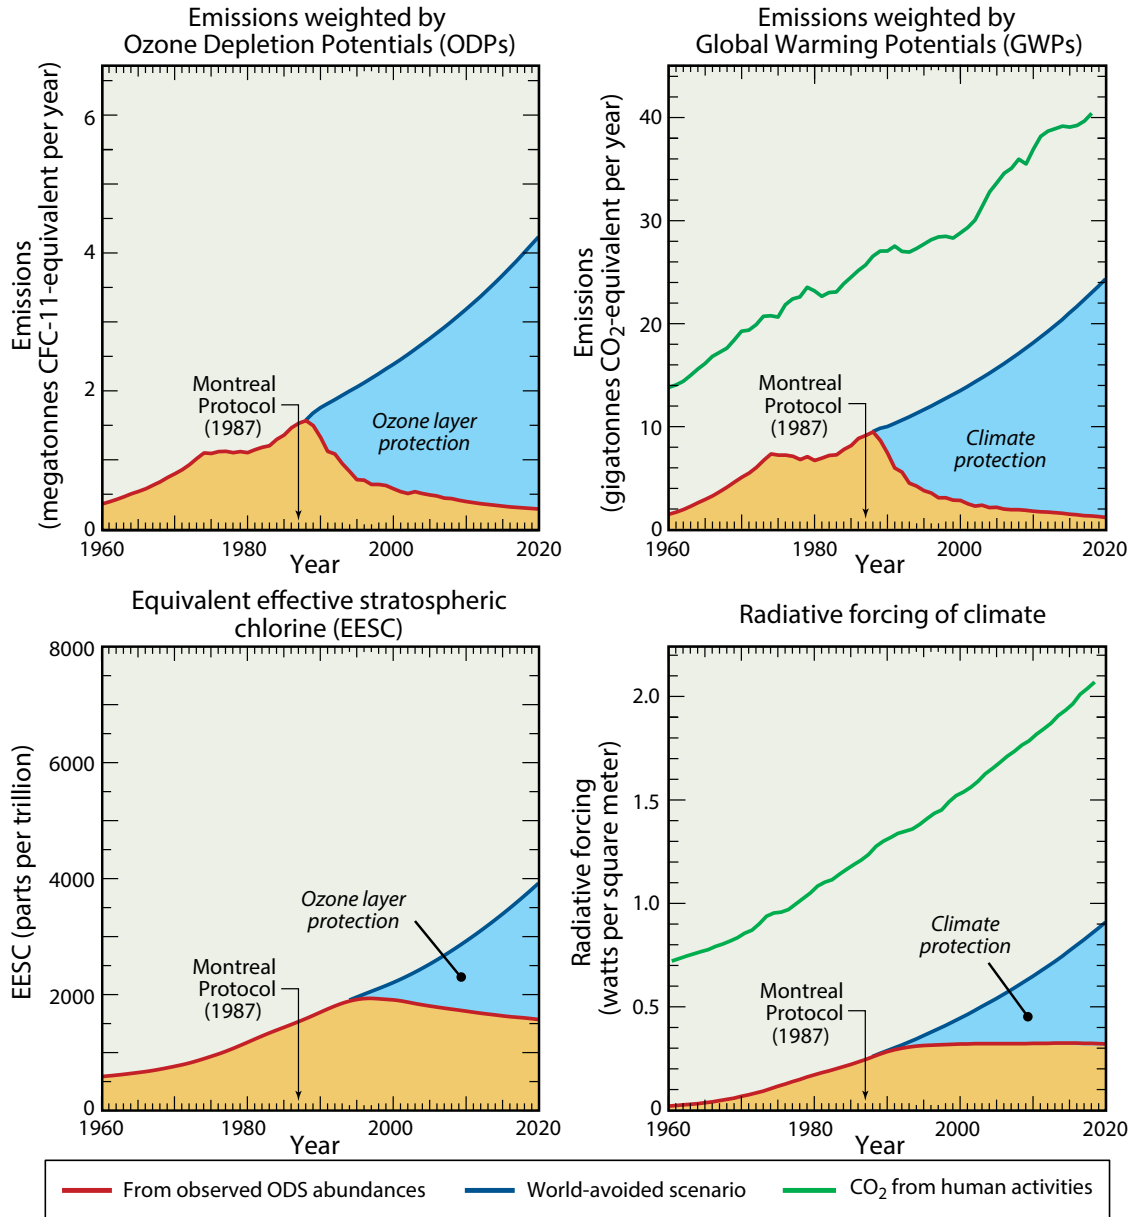 Emissions weighted by
Ozone Depletion Potentials (ODPs)
Emissions
(megatonnes CFC-11-equivalent per year)
6
4
2
0
Montreal
Protocol
(1987)
Ozone layer
protection
1960
1980
2000
2020
Year
Emissions weighted by
Global Warming Potentials (GWPs)
Emissions
(gigatonnes CO₂-equivalent per year)
40
30
20
10
0
Montreal
Protocol
(1987)
Climate
protection
1960
1980
2000
2020
Year
Equivalent effective stratospheric
chlorine (EESC)
EESC (parts per trillion)
8000
6000
4000
2000
0
Ozone layer
protection
Montreal
Protocol
(1987)
1960
1980
2000
2020
Year
Radiative forcing of climate
Radiative forcing
(watts per square meter)
2.0
1.5
1.0
0.5
0
Climate
protection
Montreal
Protocol
(1987)
1960
1980
2000
2020
Year
From observed ODS abundances
World-avoided scenario
CO₂ from human activities